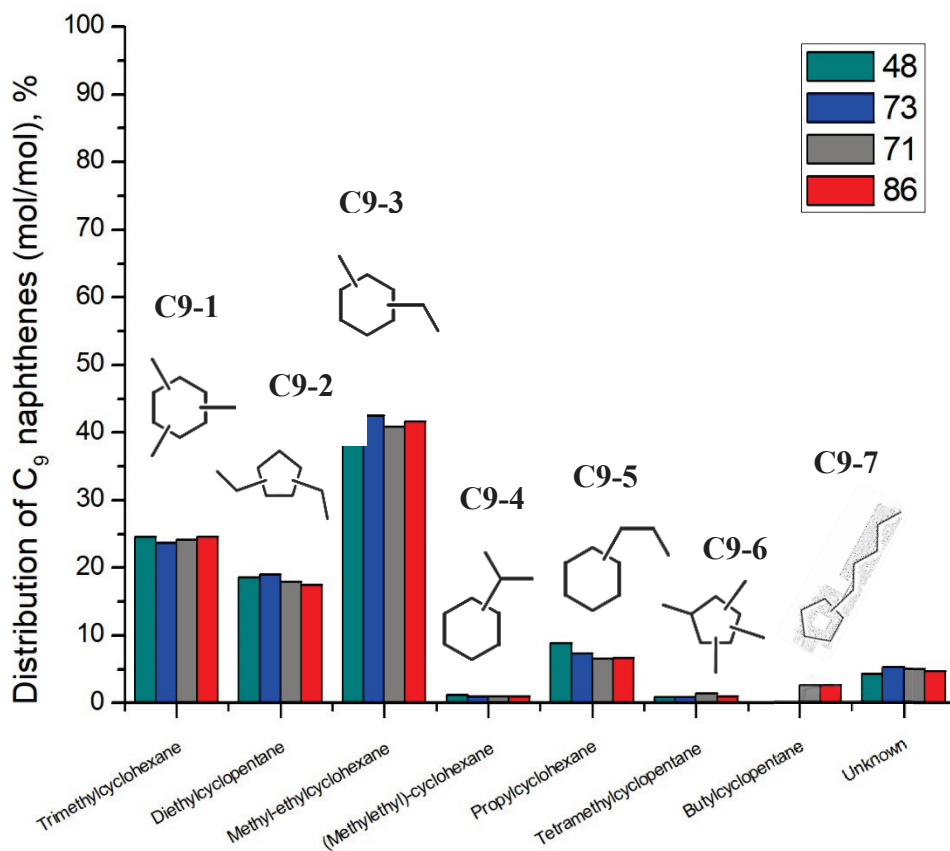 Distribution of C9 naphthenes (mol/mol), %
100
90
80
70
60
50
40
30
20
10
0
48
73
71
86
C9-1
C9-2
C9-3
C9-4
C9-5
C9-6
C9-7
Trimethylcyclohexane
Diethylcyclopentane
Methyl-ethylcyclohexane
(Methylethyl)-cyclohexane
Propylcyclohexane
Tetramethylcyclopentane
Butylcyclopentane
Unknown